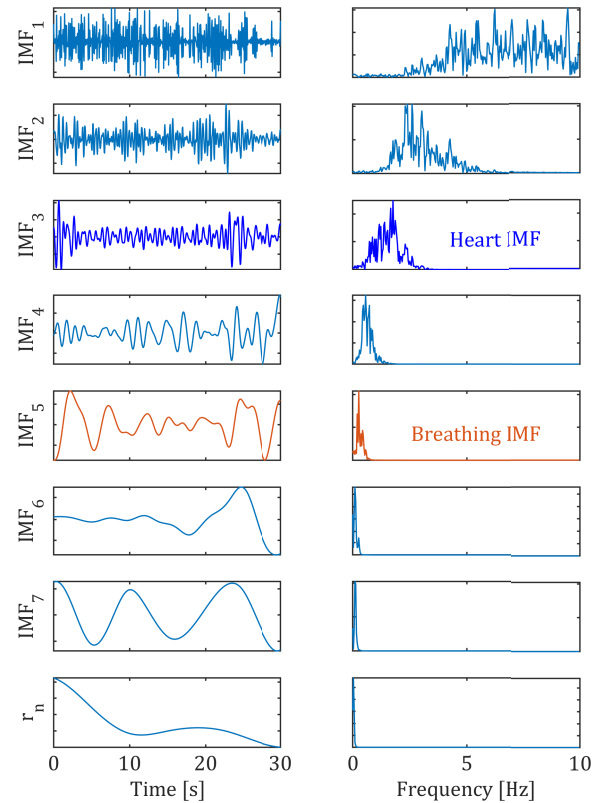 IMF1
IMF2
IMF3
Heart IMF
IMF4
IMF5
Breathing IMF
IMF6
IMF7
rn
0 10 20 30
0 5 10
Time [s]
Frequency [Hz]